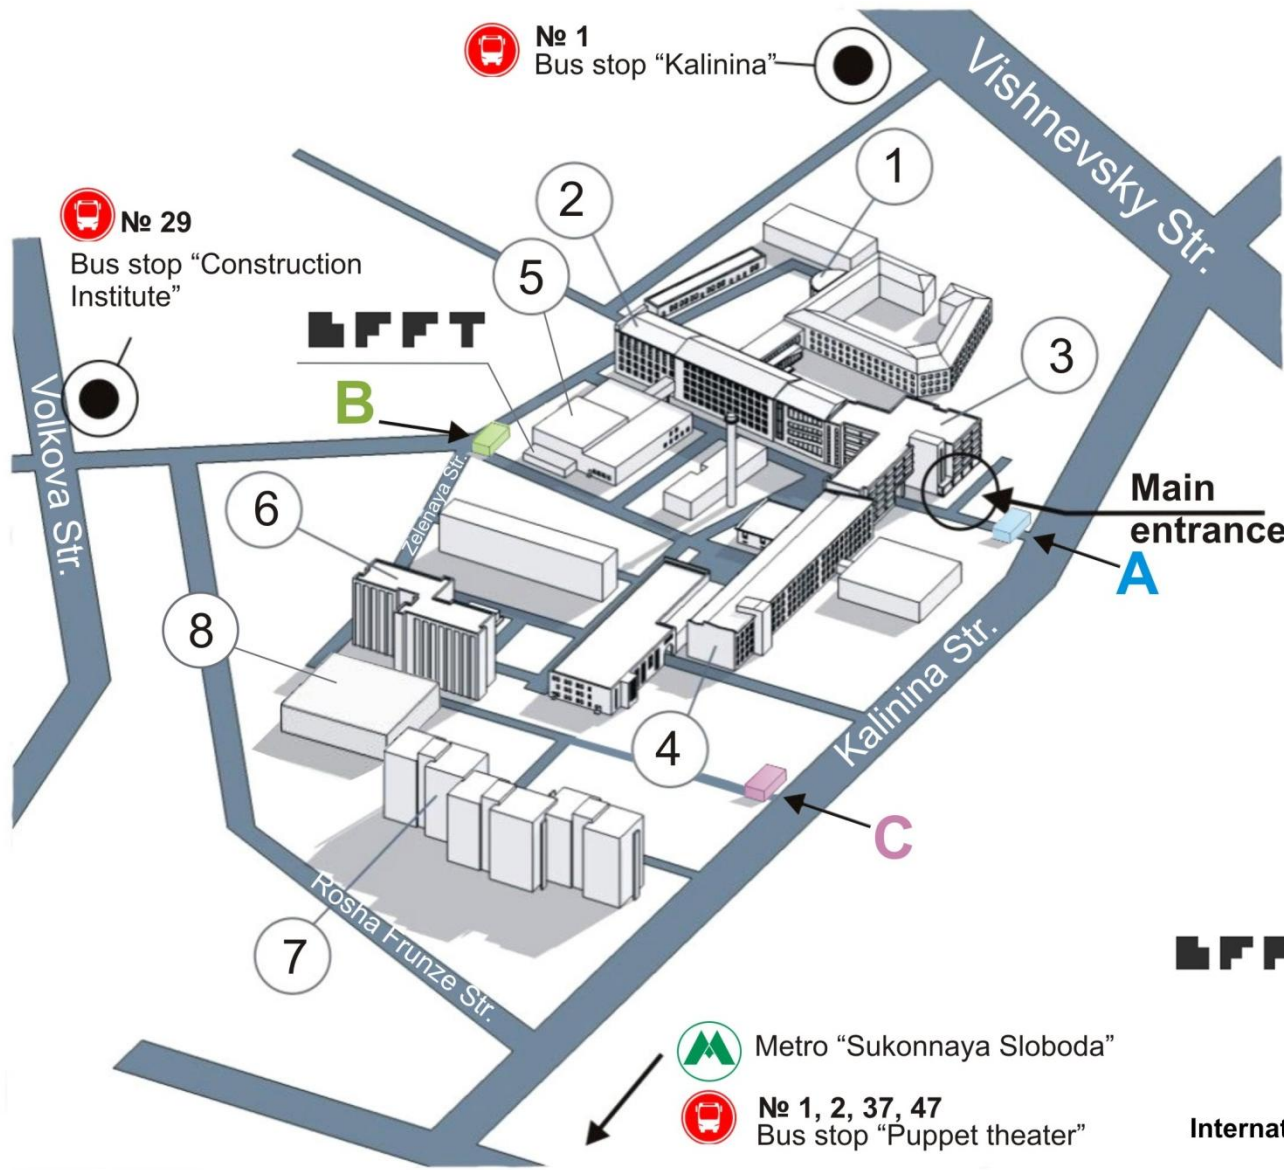 № 1
Bus stop “Kalinina”
Vishnevsky Str.
1
2
№ 29
Bus stop “Construction
Institute”
5
3
B
Volkova Str.
Zelenaya Str.
6
Main
entrance
A
8
Kalinina Str.
4
C
Rosha Frunze Str.
7
Metro “Sukonnaya Sloboda”
№ 1, 2, 37, 47
Bus stop “Puppet theater”
Internat